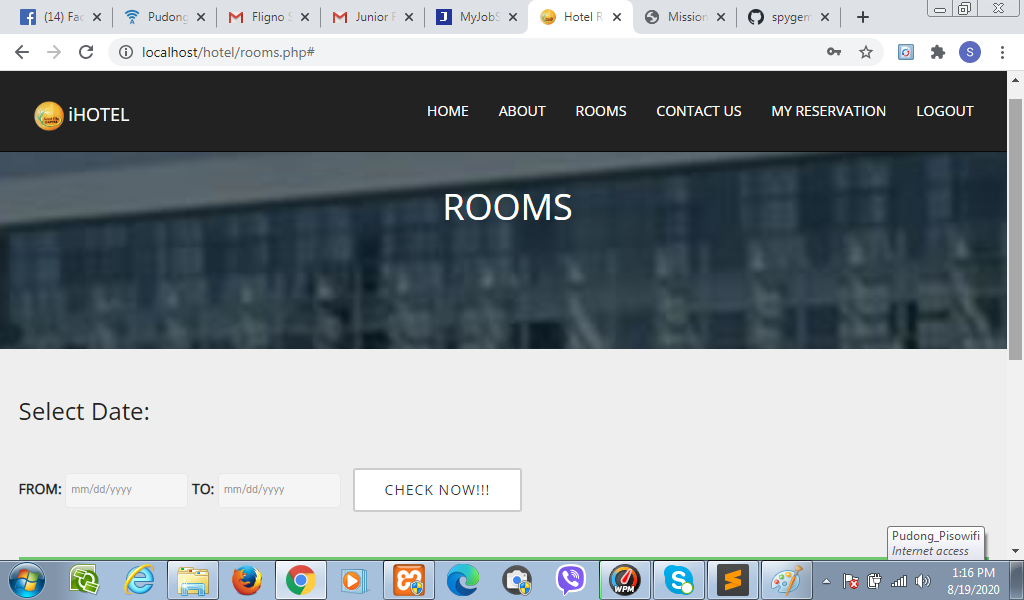 (14) Fac
Pudong
Fligno S
Junior P
MyJobS
Hotel R
Mission
spygem
localhost/hotel/rooms.php#
S
iHOTEL
HOME
ABOUT
ROOMS
CONTACT US
MY RESERVATION
LOGOUT
ROOMS
Select Date:
FROM: mm/dd/yyyy TO: mm/dd/yyyy CHECK NOW!!!
Pudong_Pisowifi
Internet access
WPM
1:16 PM
8/19/2020